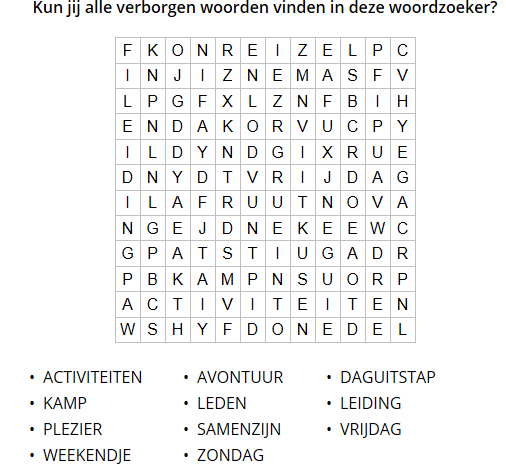 Kun jij alle verborgen woorden vinden in deze woordzoeker?
F K O N R E I Z E L P C
I N J I Z N E M A S F V
L P G F X L Z N F B I H
E N D A K O R V U C P Y
I L D Y N D G I X R U E
D N Y D T V R I J D A G
I L A F R U U T N O V A
N G E J D N E K E E W C
G P A T S T I U G A D R
P B K A M P N S U O R P
A C T I V I T E I T E N
W S H Y F D O N E D E L
• ACTIVITEITEN • AVONTUUR • DAGUITSTAP
• KAMP • LEDEN • LEIDING
• PLEZIER • SAMENZIJN • VRIJDAG
• WEEKENDJE • ZONDAG